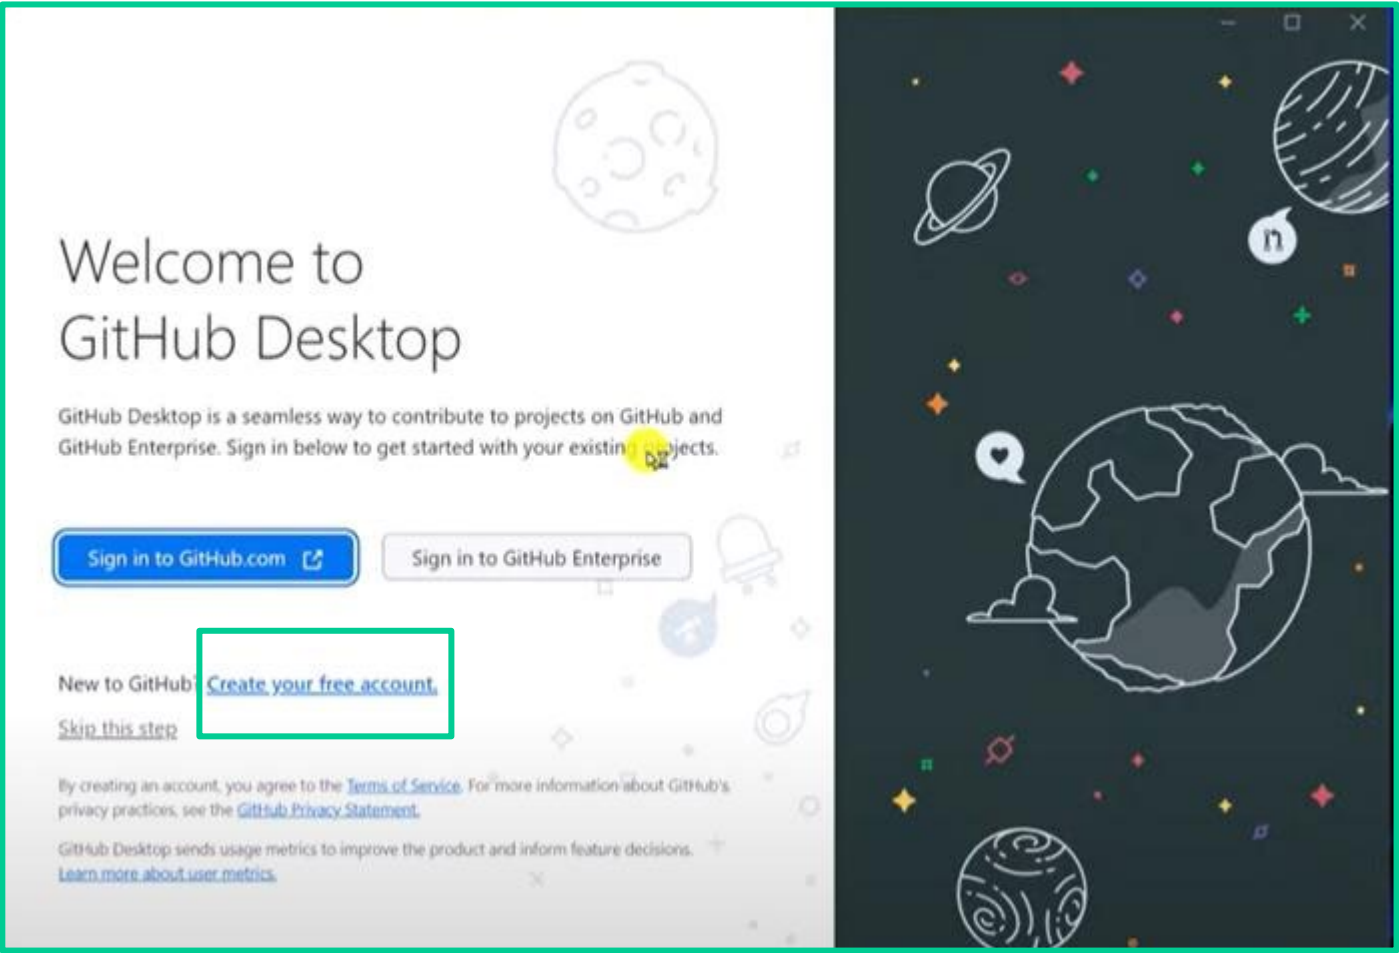 Welcome to
GitHub Desktop
GitHub Desktop is a seamless way to contribute to projects on GitHub and
GitHub Enterprise. Sign in below to get started with your existing projects.
Sign in to GitHub.com
Sign in to GitHub Enterprise
New to GitHub? Create your free account.
Skip this step
By creating an account, you agree to the Terms of Service. For more information about GitHub's
privacy practices, see the GitHub Privacy Statement.
GitHub Desktop sends usage metrics to improve the product and inform feature decisions.
Learn more about user metrics.